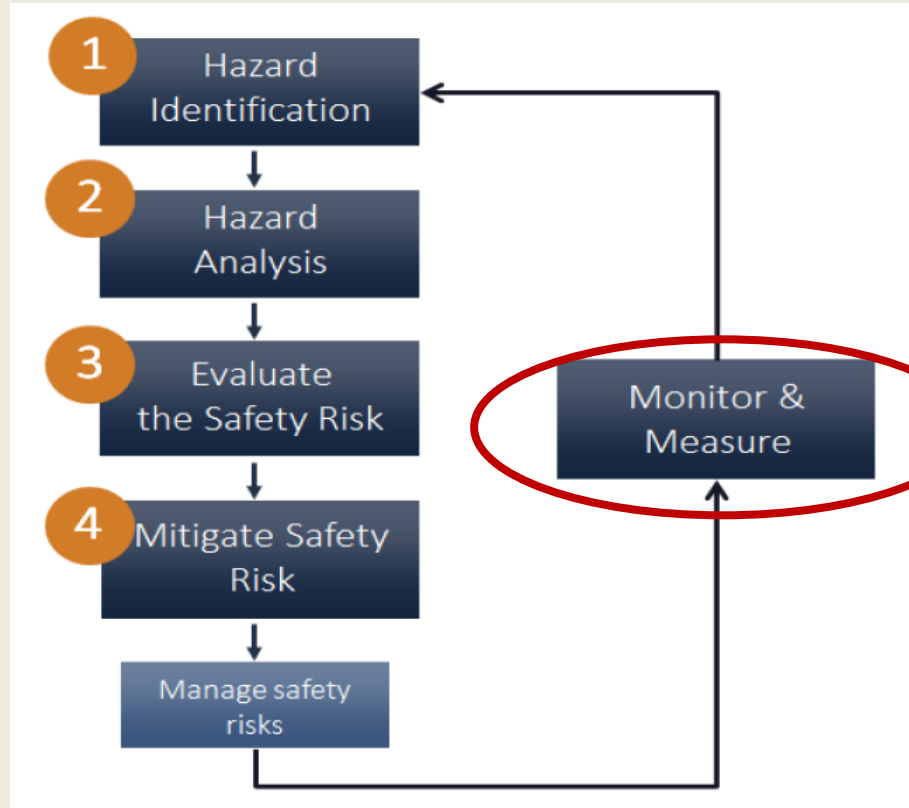 1
Hazard
Identification
2
Hazard
Analysis
3
Evaluate
the Safety Risk
4
Mitigate Safety
Risk
Manage safety
risks
Monitor &
Measure